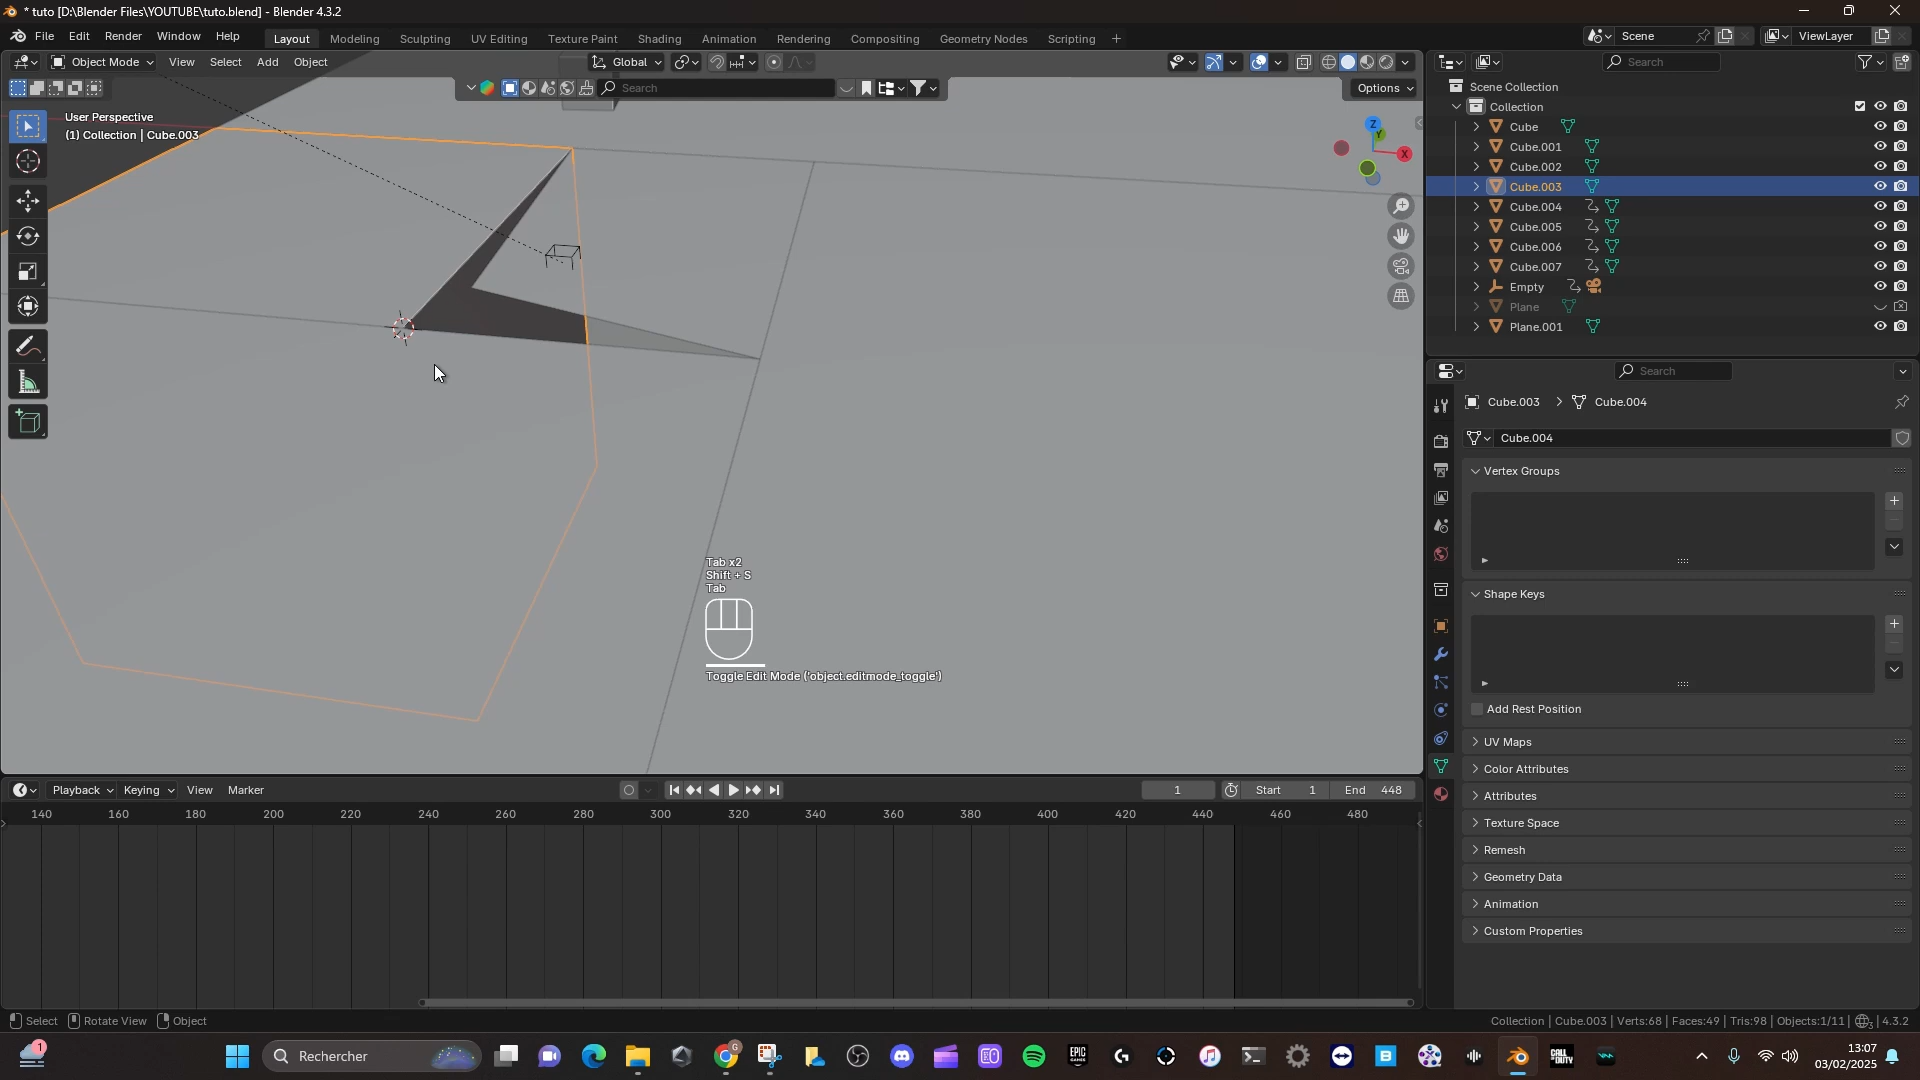 * tuto [D:\Blender Files\YOUTUBE\tuto.blend] - Blender 4.3.2
File Edit Render Window Help Layout Modeling Sculpting UV Editing Texture Paint Shading Animation Rendering Compositing Geometry Nodes Scripting + Scene ViewLayer
Object Mode View Select Add Object Global Search
Search Options
User Perspective
(1) Collection | Cube.003
Z
Y
X
Scene Collection
Collection
Cube
Cube.001
Cube.002
Cube.003
Cube.004
Cube.005
Cube.006
Cube.007
Empty
Plane
Plane.001
Search
Cube.003 > Cube.004
Cube.004
Vertex Groups
Shape Keys
Add Rest Position
UV Maps
Color Attributes
Attributes
Texture Space
Remesh
Geometry Data
Animation
Custom Properties
Tab x2
Shift + S
Tab
Toggle Edit Mode ('object.editmode_toggle')
Playback Keying View Marker 1 Start 1 End 448
140 160 180 200 220 240 260 280 300 320 340 360 380 400 420 440 460 480
Select Rotate View Object Collection | Cube.003 | Verts:68 | Faces:49 | Tris:98 | Objects:1/11 | 3 | 4.3.2
1 Rechercher EPIC GAMES CALL DUTY 13:07
03/02/2025